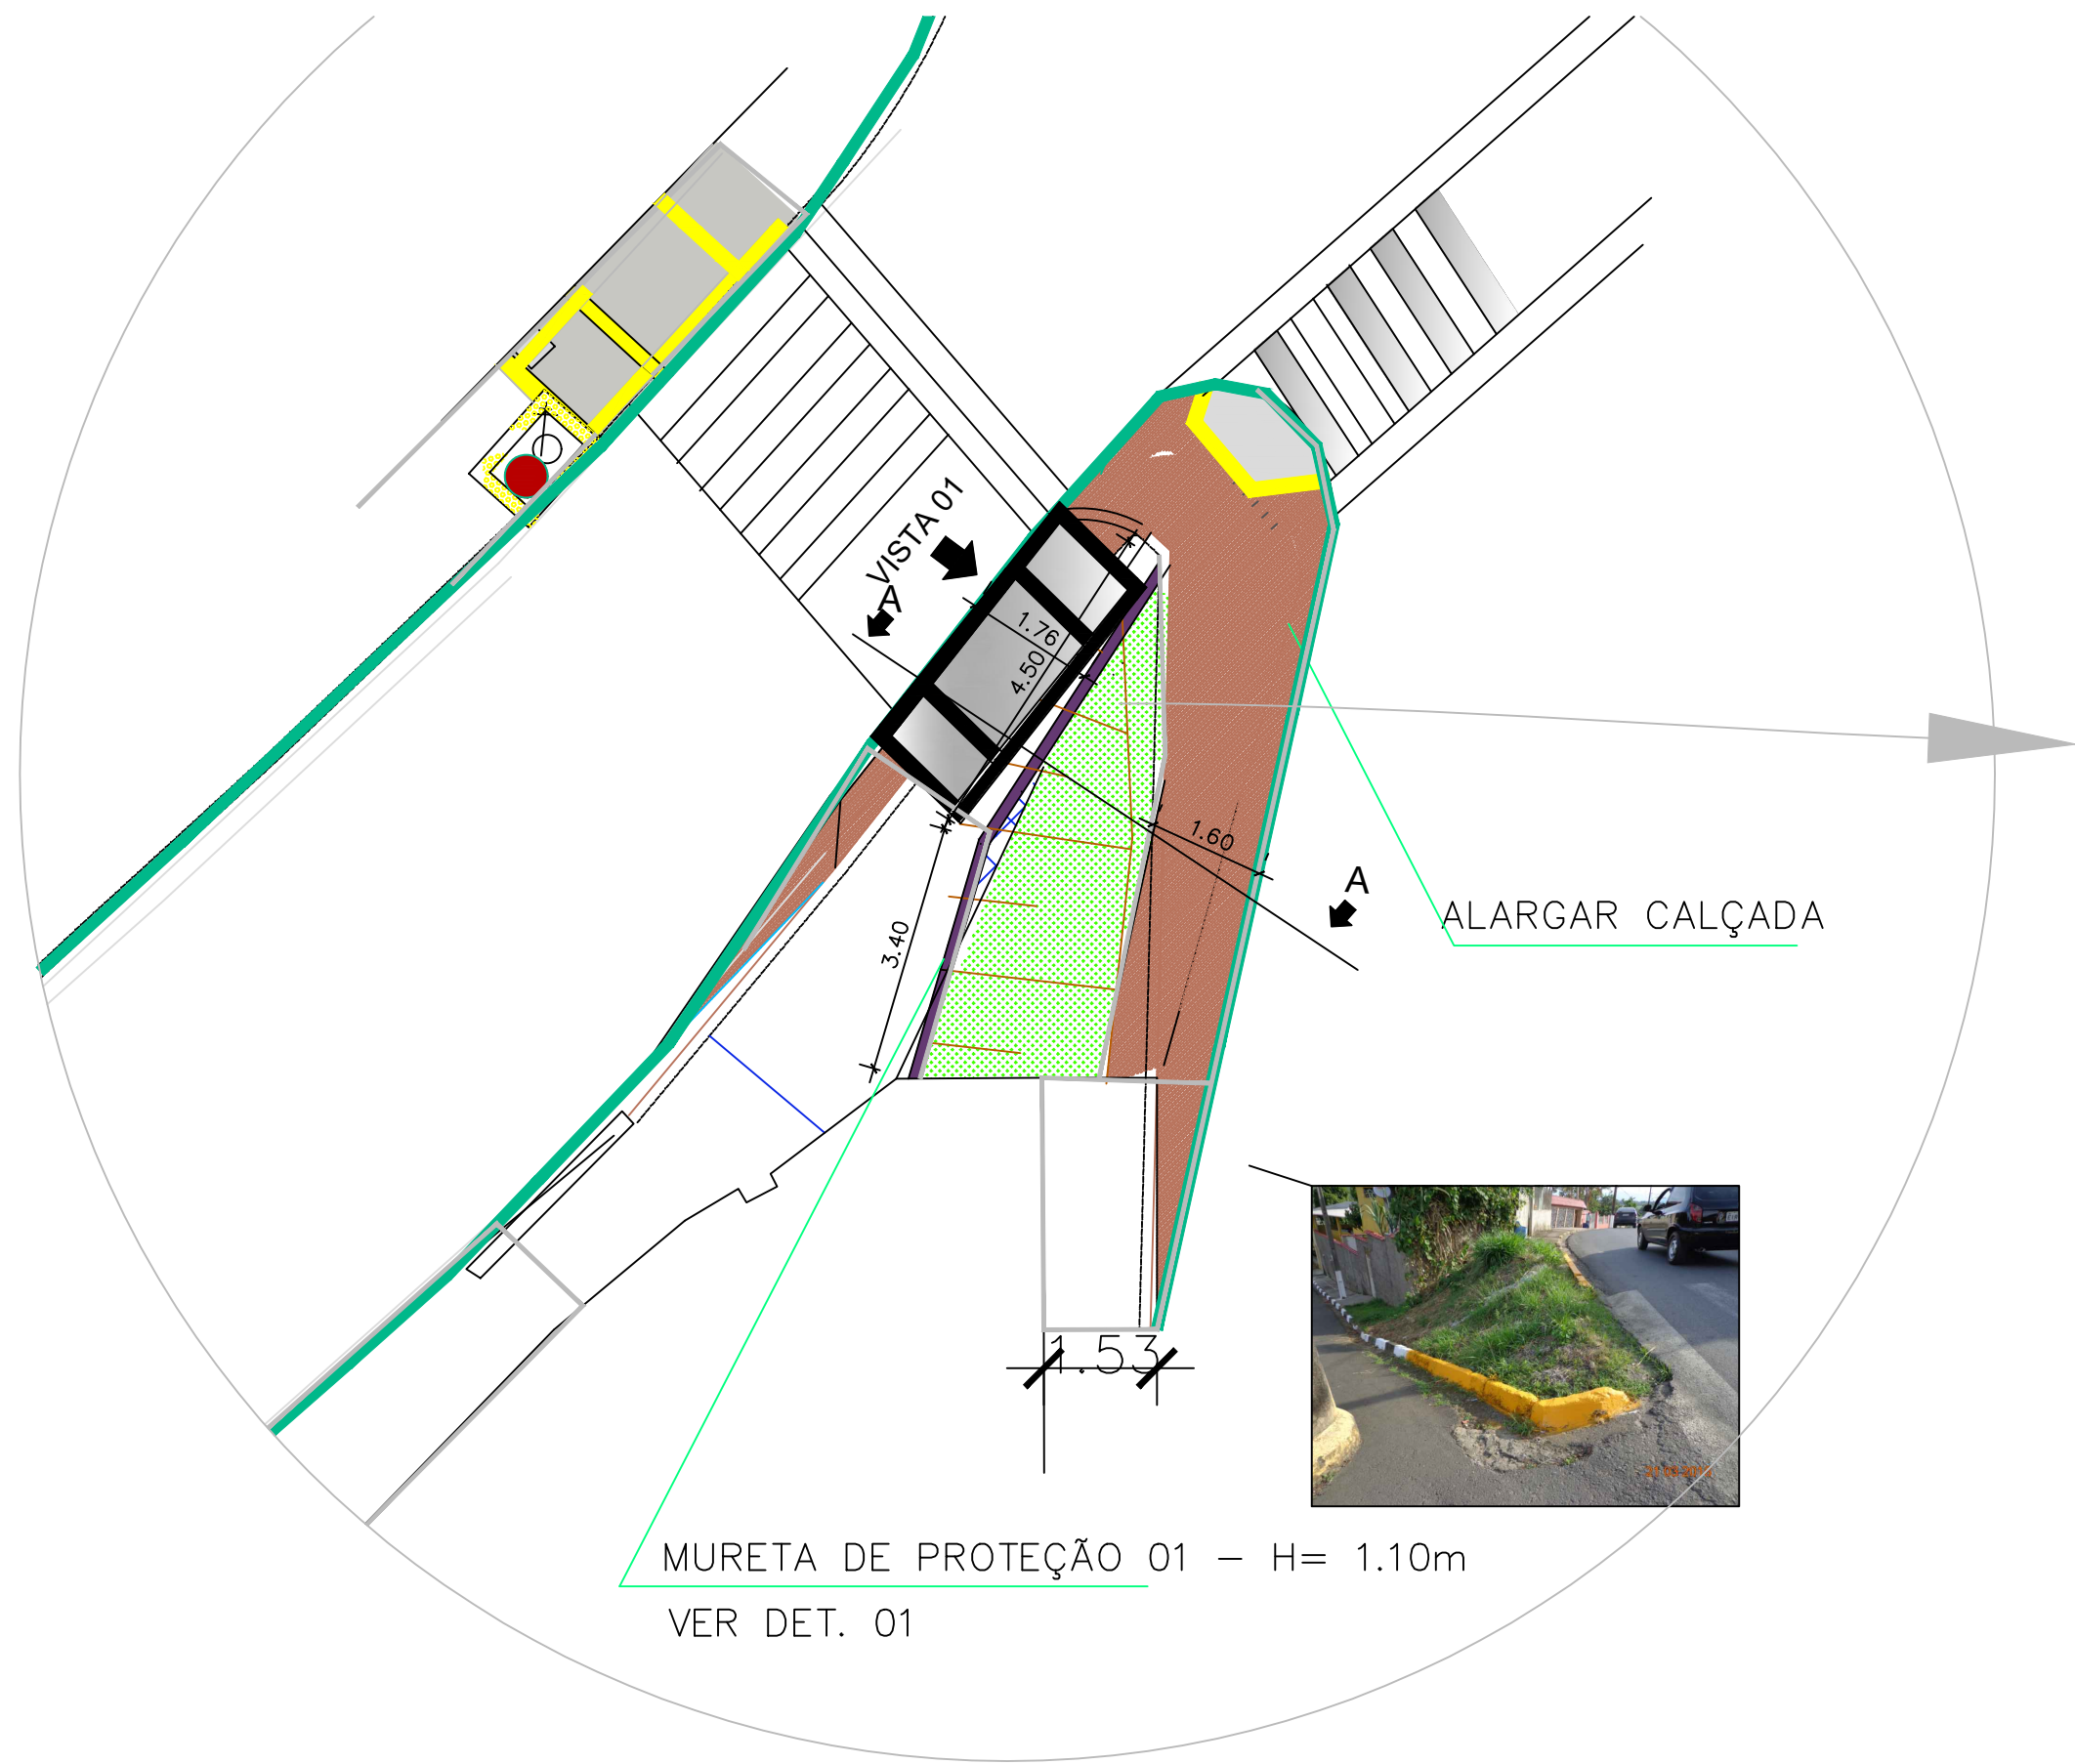 VISTA 01
A
1.76
4.50
1.60
A
ALARGAR CALÇADA
3.40
1.53
MURETA DE PROTEÇÃO 01 – H= 1.10m
VER DET. 01